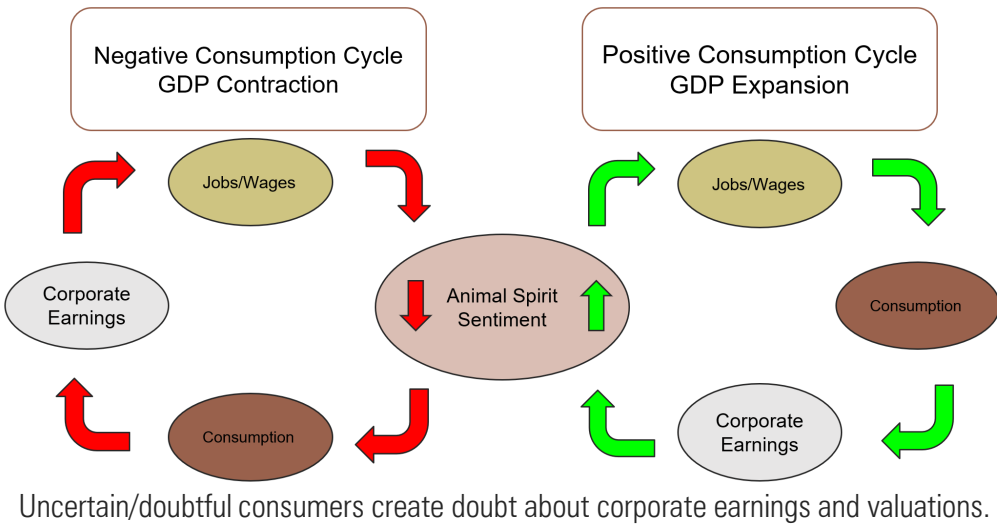 Negative Consumption Cycle
GDP Contraction
Positive Consumption Cycle
GDP Expansion
Jobs/Wages
Jobs/Wages
Corporate
Earnings
Animal Spirit
Sentiment
Consumption
Consumption
Corporate
Earnings
Uncertain/doubtful consumers create doubt about corporate earnings and valuations.